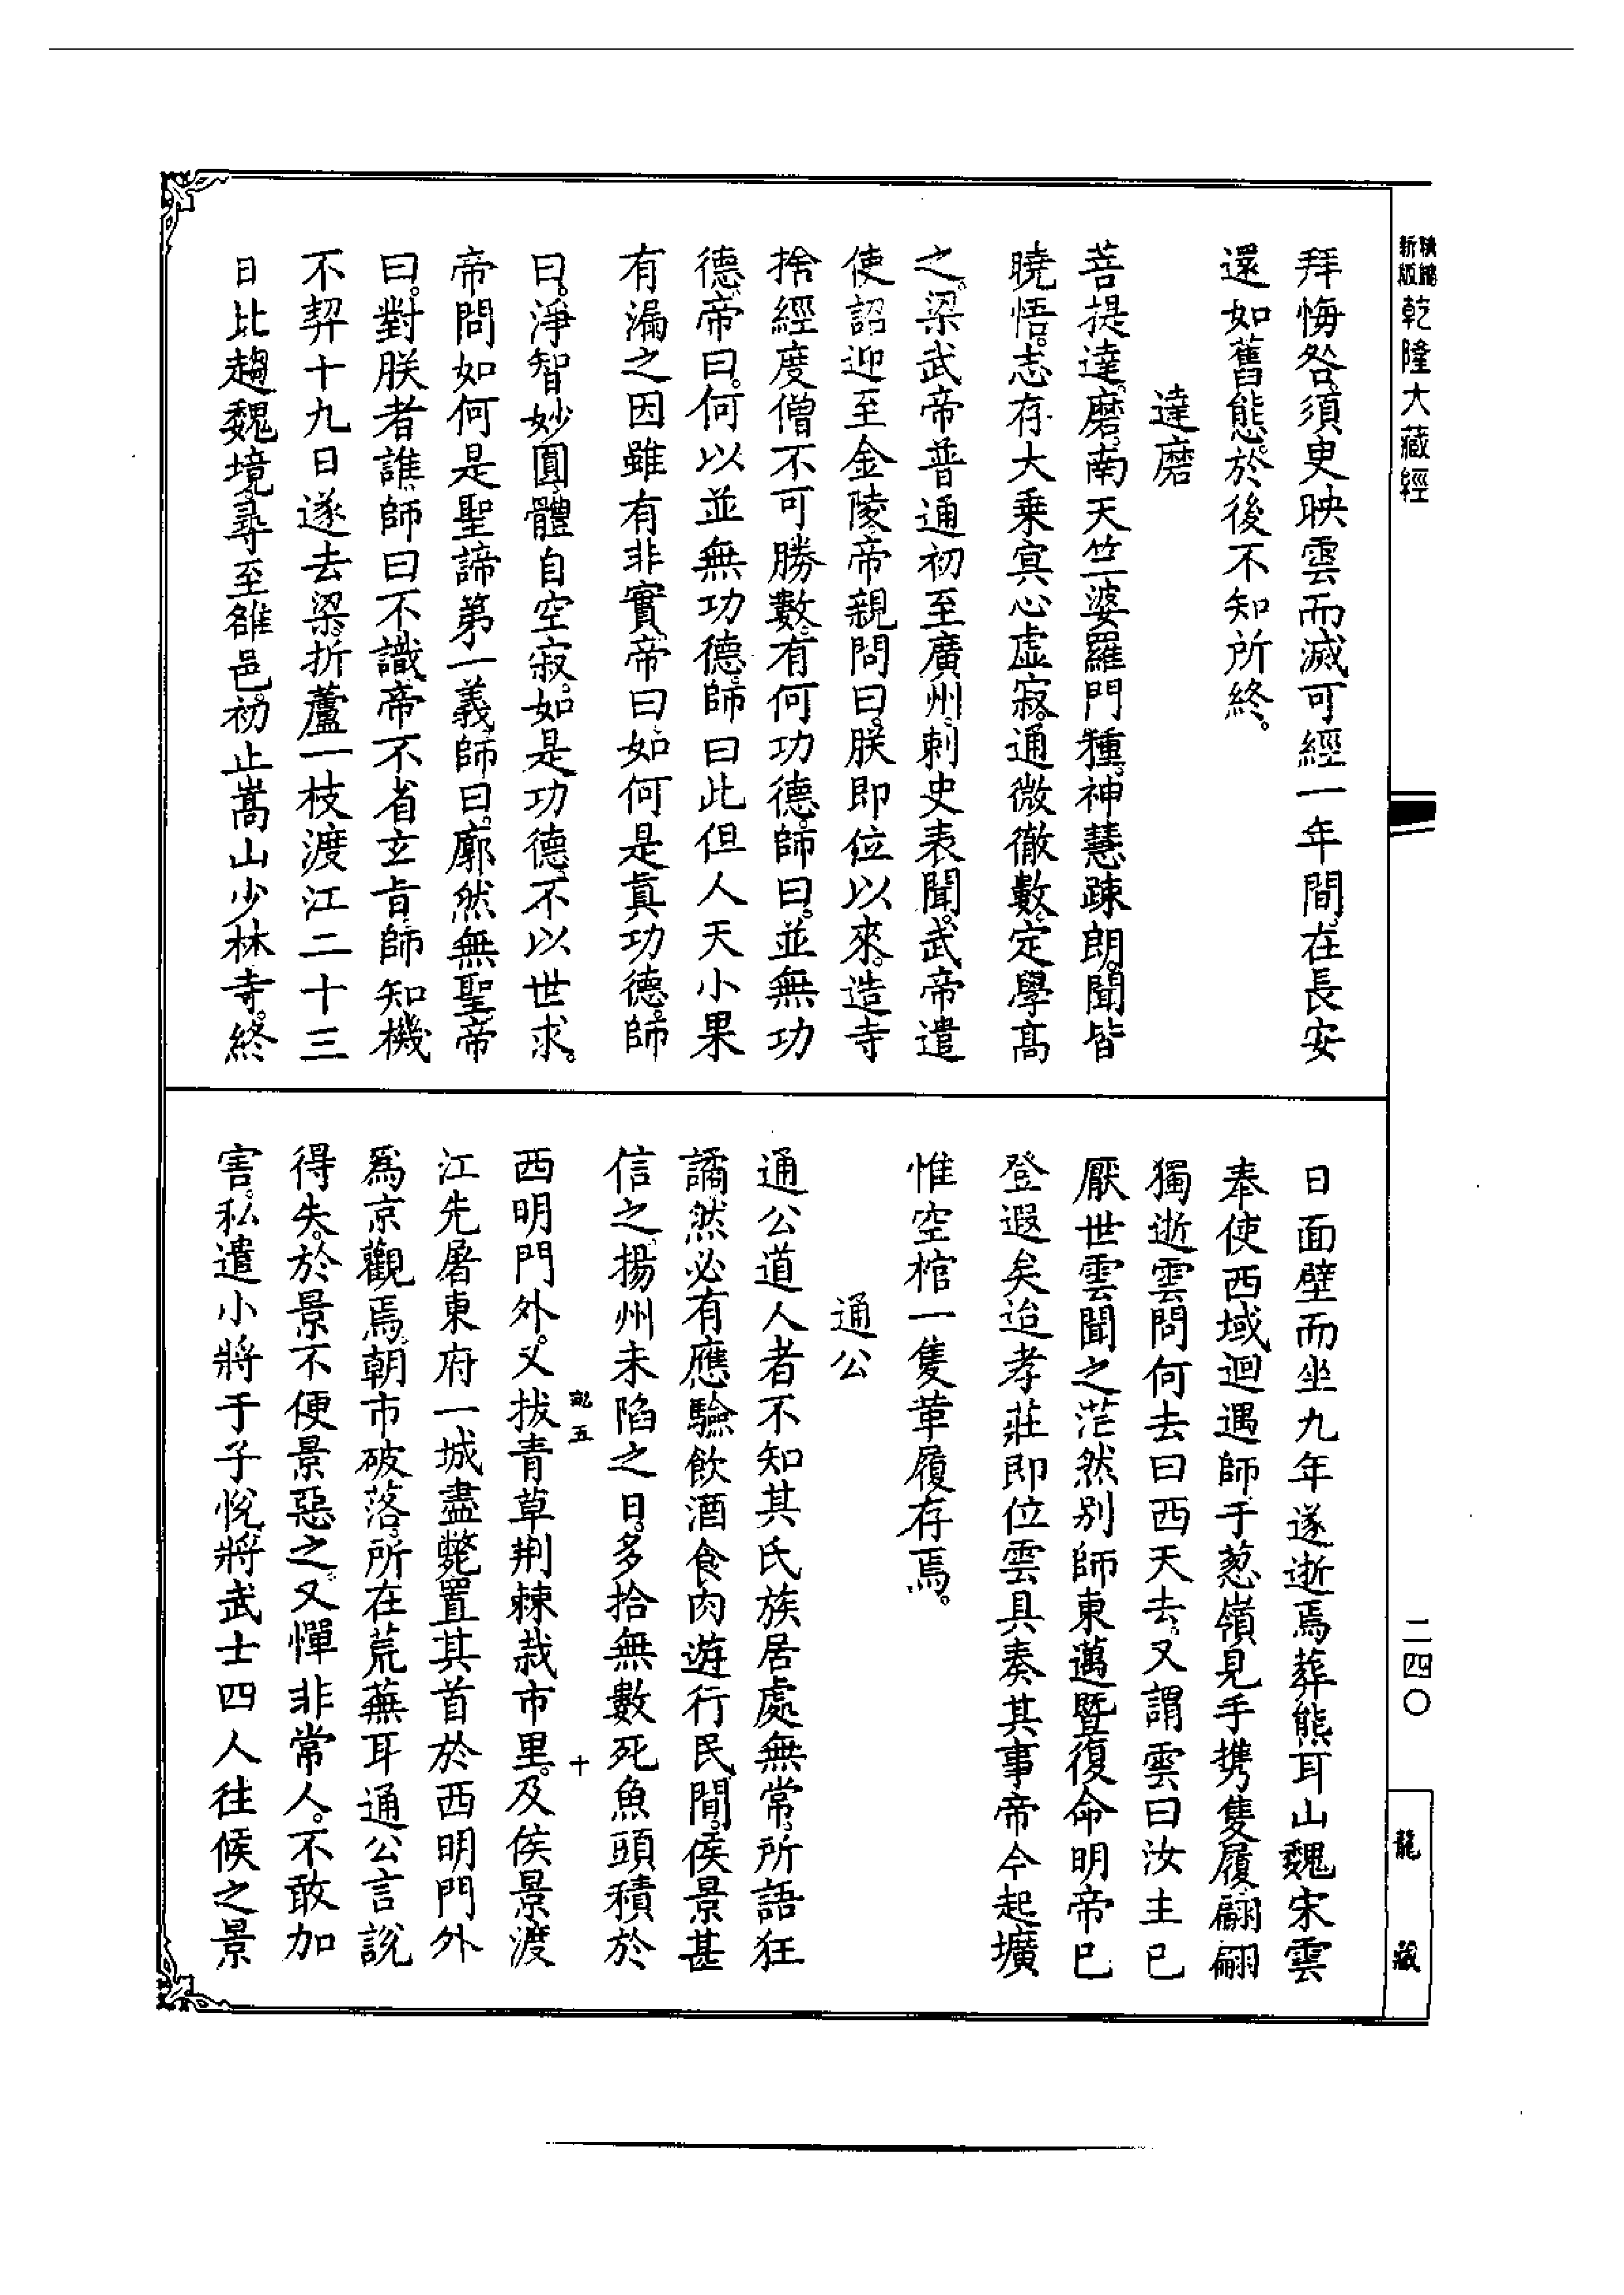 新版
乾隆大藏經
拜悔咎。須臾映雲而滅可經一年間。在長安
還如舊態。於後不知所終。
達磨
菩提達磨。南天竺婆羅門種。神慧疎朗。聞皆
曉悟。志存大乗冥心虛寂。通微徹數。定學高
之。梁武帝普通初至廣州。刺史表聞。武帝遣
使詔迎至金陵。帝親問曰。朕即位以來。造寺
捨經度僧不可勝數。有何功德。師曰。並無功
德。帝曰。何以並無功德。師曰此但人天小果
有漏之因雖有非實。帝曰如何是真功德。師
曰。淨智妙圓。體自空寂。如是功德。不以世求。
帝問如何是聖諦第一義。師曰。廓然無聖。帝
曰。對朕者誰。師曰不識。帝不省玄旨。師知機
不契十九日遂去梁。折蘆一枝渡江二十三
日比趨魏境。尋至雒邑。初止嵩山少林寺。終
日面壁而坐九年遂逝焉葬熊耳山魏宋雲
奉使西域迴遇師于葱嶺見手携隻履翩翩
獨逝雲問何去曰西天去。又謂雲曰汝主已
厭世雲聞之茫然別師東邁暨復命明帝已
登遐矣迨孝莊即位雲具奏其事帝令起壙
惟空棺一隻革履存焉。
通公
通公道人者不知其氏族居處無常。所語狂
譎。然必有應驗飲酒食肉遊行民間。侯景甚
信之。揚州未陷之日。多拾無數死魚頭積於
西明門外。又拔青草荆棘栽市里。及侯景渡
江先屠東府一城盡斃置其首於西明門外
爲京觀焉。朝市破落。所在荒蕪耳通公言說
得失。於景不便景惡之。又憚非常人。不敢加
害。私遣小將于子悅將武士四人往候之景
五
十
二四〇
龍藏